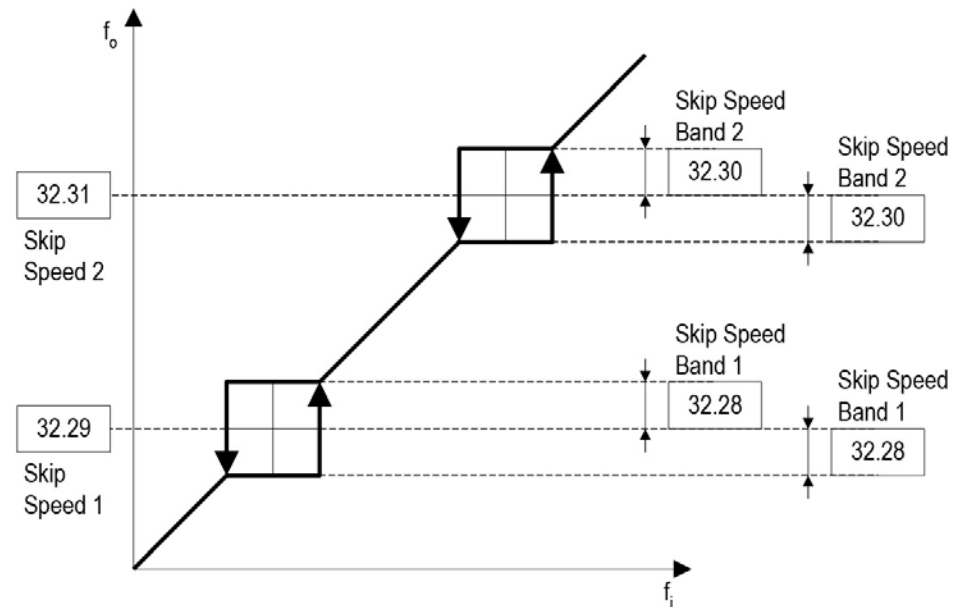 fo
Skip Speed
Band 2
32.30
Skip Speed
Band 2
32.30
32.31
Skip
Speed 2
Skip Speed
Band 1
32.28
Skip Speed
Band 1
32.28
32.29
Skip
Speed 1
fi